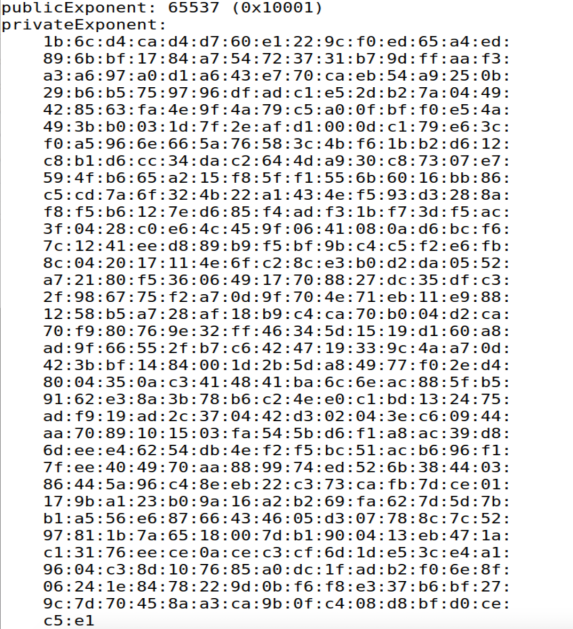 publicExponent: 65537 (0x10001)
privateExponent:
1b:6c:d4:ca:d4:d7:60:e1:22:9c:f0:ed:65:a4:ed:
89:6b:bf:17:84:a7:54:72:37:31:b7:9d:ff:aa:f3:
a3:a6:97:a0:d1:a6:43:e7:70:ca:eb:54:a9:25:0b:
29:b6:b5:75:97:96:df:ad:c1:e5:2d:b2:7a:04:49:
42:85:63:fa:4e:9f:4a:79:c5:a0:0f:bf:f0:e5:4a:
49:3b:b0:03:1d:7f:2e:af:d1:00:0d:c1:79:e6:3c:
f0:a5:96:6e:66:5a:76:58:3c:4b:f6:1b:b2:d6:12:
c8:b1:d6:cc:34:da:c2:64:4d:a9:30:c8:73:07:e7:
59:4f:b6:65:a2:15:f8:5f:f1:55:6b:60:16:bb:86:
c5:cd:7a:6f:32:4b:22:a1:43:4e:f5:93:d3:28:8a:
f8:f5:b6:12:7e:d6:85:f4:ad:f3:1b:f7:3d:f5:ac:
3f:04:28:c0:e6:4c:45:9f:06:41:08:0a:d6:bc:f6:
7c:12:41:ee:d8:89:b9:f5:bf:9b:c4:c5:f2:e6:fb:
8c:04:20:17:11:4e:6f:c2:8c:e3:b0:d2:da:05:52:
a7:21:80:f5:36:06:49:17:70:88:27:dc:35:df:c3:
2f:98:67:75:f2:a7:0d:9f:70:4e:71:eb:11:e9:88:
12:58:b5:a7:28:af:18:b9:c4:ca:70:b0:04:d2:ca:
70:f9:80:76:9e:32:ff:46:34:5d:15:19:d1:60:a8:
ad:9f:66:55:2f:b7:c6:42:47:19:33:9c:4a:a7:0d:
42:3b:bf:14:84:00:1d:2b:5d:a8:49:77:f0:2e:d4:
80:04:35:0a:c3:41:48:41:ba:6c:6e:ac:88:5f:b5:
91:62:e3:8a:3b:78:b6:c2:4e:e0:c1:bd:13:24:75:
ad:f9:19:ad:2c:37:04:42:d3:02:04:3e:c6:09:44:
aa:70:89:10:15:03:fa:54:5b:d6:f1:a8:ac:39:d8:
6d:ee:e4:62:54:db:4e:f2:f5:bc:51:ac:b6:96:f1:
7f:ee:40:49:70:aa:88:99:74:ed:52:6b:38:44:03:
86:44:5a:96:c4:8e:eb:22:c3:73:ca:fb:7d:ce:01:
17:9b:a1:23:b0:9a:16:a2:b2:69:fa:62:7d:5d:7b:
b1:a5:56:e6:87:66:43:46:05:d3:07:78:8c:7c:52:
97:81:1b:7a:65:18:00:7d:b1:90:04:13:eb:47:1a:
c1:31:76:ee:ce:0a:ce:c3:cf:6d:1d:e5:3c:e4:a1:
96:04:c3:8d:10:76:85:a0:dc:1f:ad:b2:f0:6e:8f:
06:24:1e:84:78:22:9d:0b:f6:f8:e3:37:b6:bf:27:
9c:7d:70:45:8a:a3:ca:9b:0f:c4:08:d8:bf:d0:ce:
c5:e1